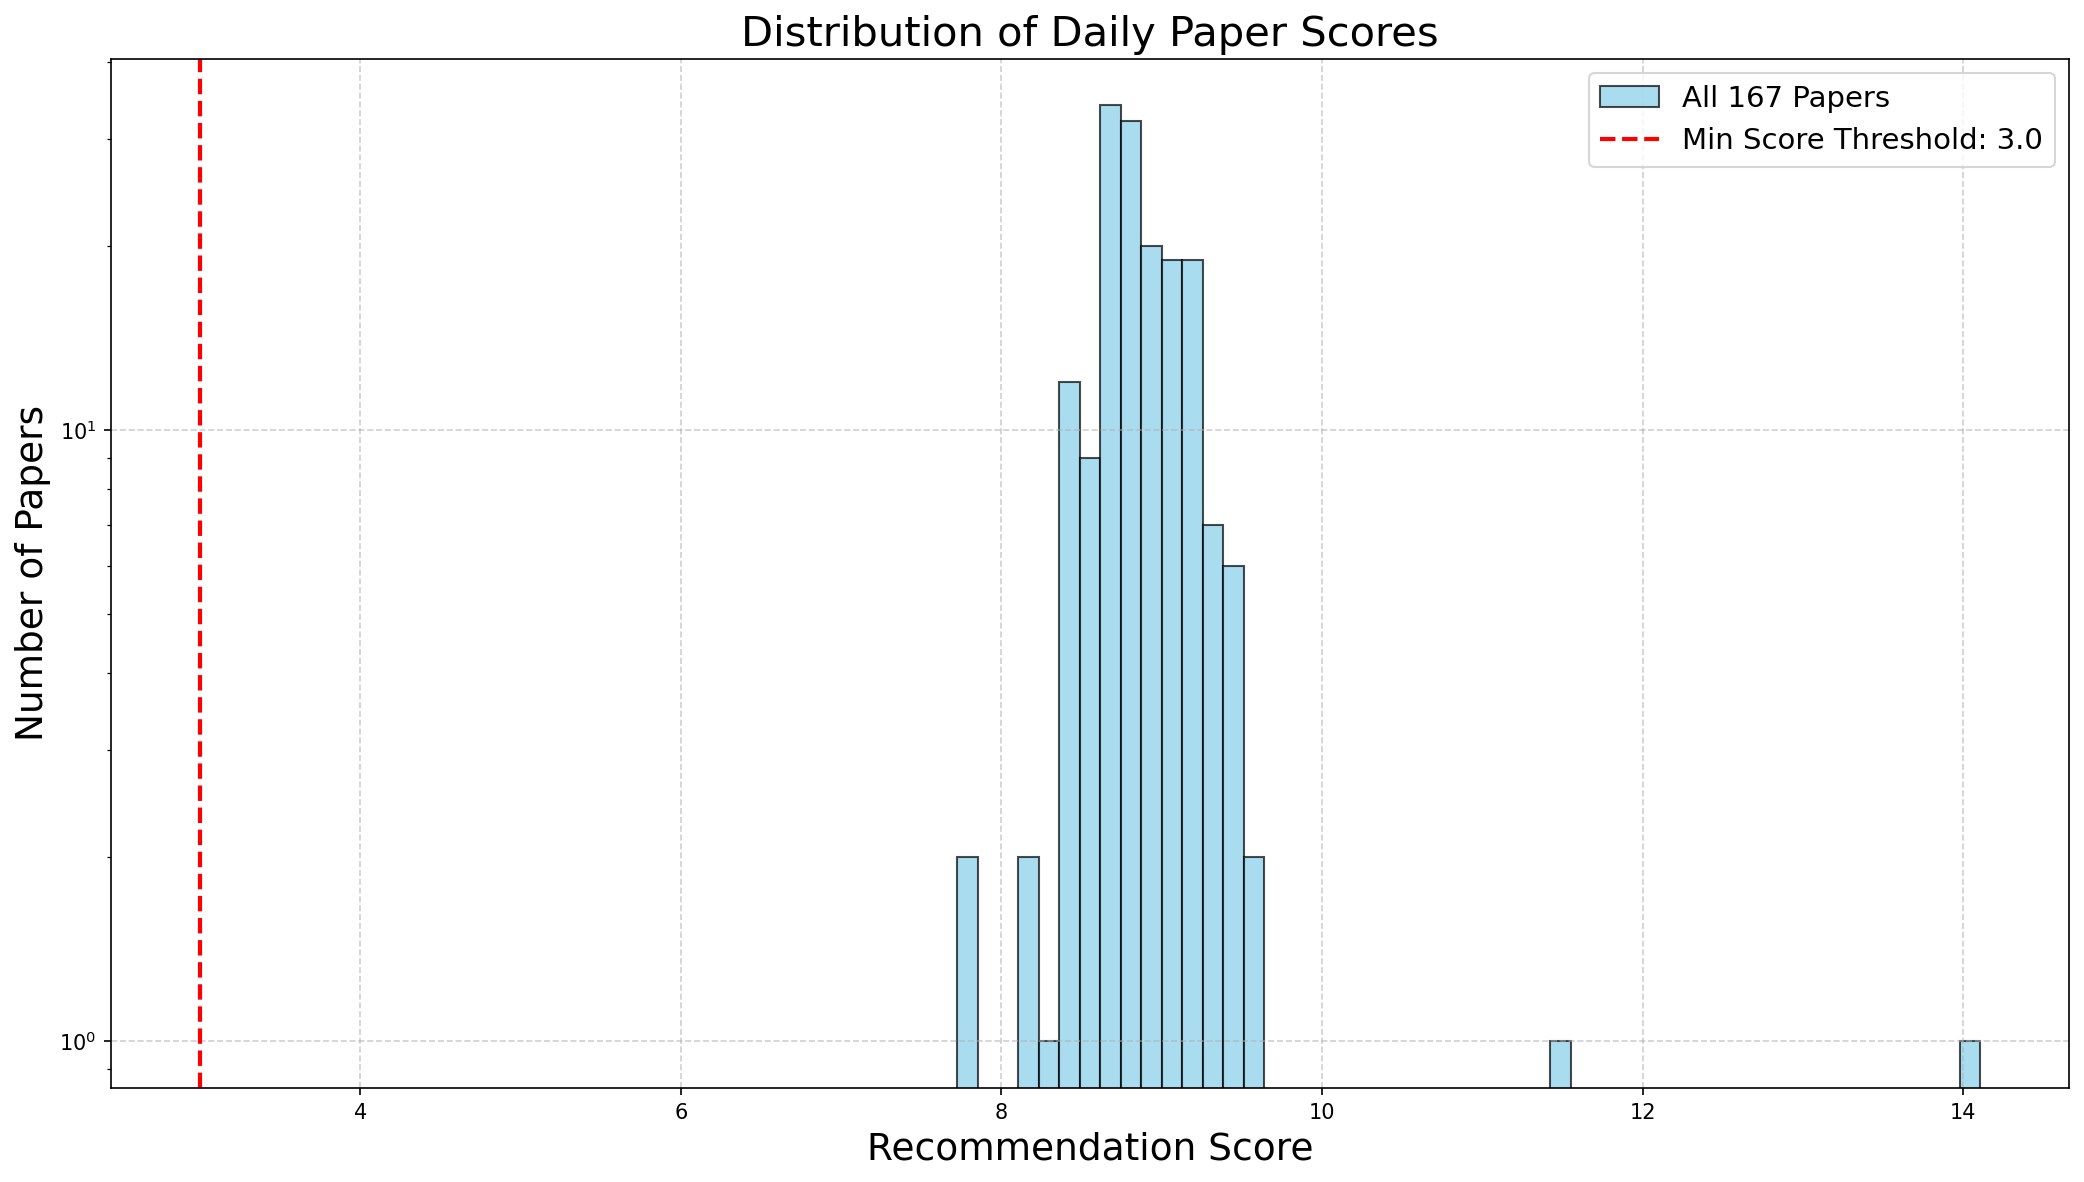 Distribution of Daily Paper Scores
All 167 Papers
Min Score Threshold: 3.0
Number of Papers
10¹
10⁰
4 6 8 10 12 14
Recommendation Score